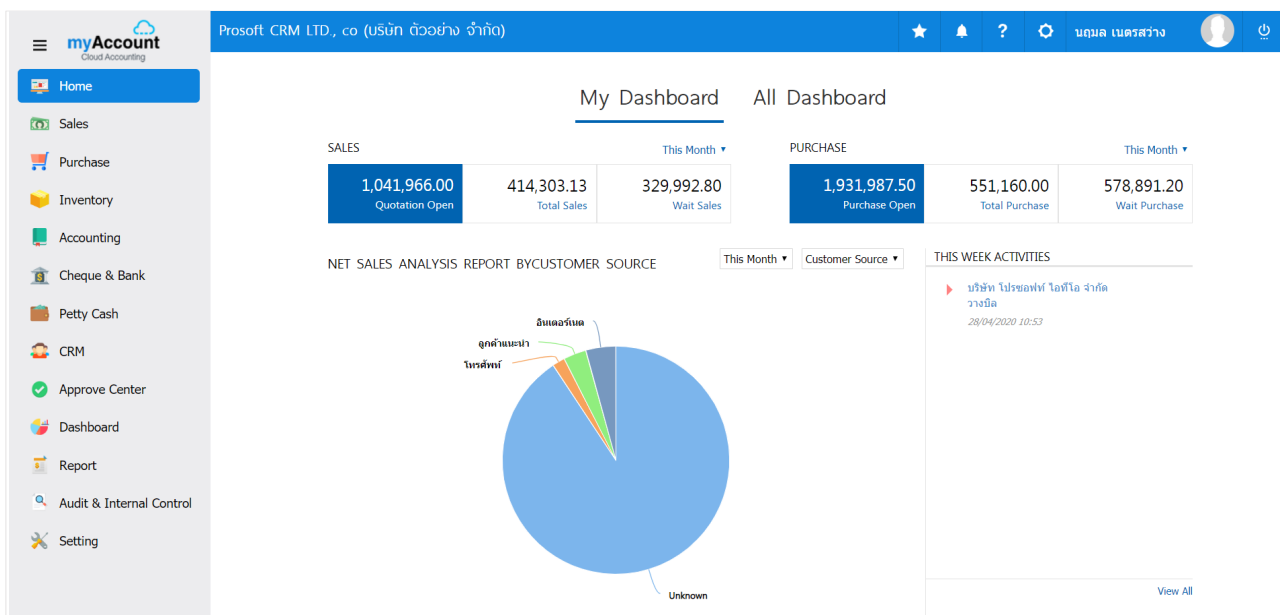 myAccount
Cloud Accounting
Prosoft CRM LTD., co (บริษัท ตัวอย่าง จำกัด)
?
นฤมล เนตรสว่าง
Home
Sales
Purchase
Inventory
Accounting
Cheque & Bank
Petty Cash
CRM
Approve Center
Dashboard
Report
Audit & Internal Control
Setting
My Dashboard All Dashboard
SALES This Month
1,041,966.00 414,303.13 329,992.80
Quotation Open Total Sales Wait Sales
PURCHASE This Month
1,931,987.50 551,160.00 578,891.20
Purchase Open Total Purchase Wait Purchase
NET SALES ANALYSIS REPORT BYCUSTOMER SOURCE This Month Customer Source
อินเตอร์เนต
ลูกค้าแนะนำ
โทรศัพท์
Unknown
THIS WEEK ACTIVITIES
บริษัท โปรซอฟท์ ไอทีโอ จำกัด
วางบิล
28/04/2020 10:53
View All